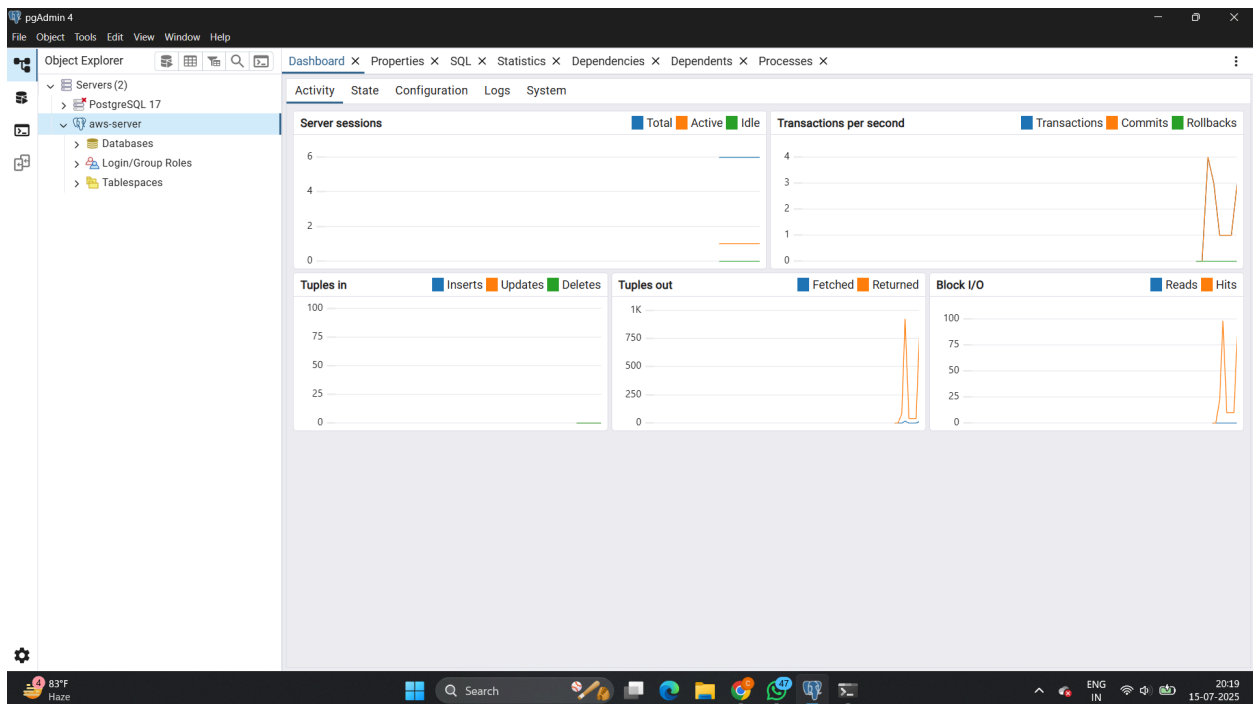 pgAdmin 4
File Object Tools Edit View Window Help
Object Explorer
Dashboard Properties SQL Statistics Dependencies Dependents Processes
Servers (2)
PostgreSQL 17
aws-server
Databases
Login/Group Roles
Tablespaces
Activity State Configuration Logs System
Server sessions Total Active Idle
6
4
2
0
Transactions per second Transactions Commits Rollbacks
4
3
2
1
0
Tuples in Inserts Updates Deletes
100
75
50
25
0
Tuples out Fetched Returned
1K
750
500
250
0
Block I/O Reads Hits
100
75
50
25
0
4
83°F
Haze
Search
47
ENG
IN
20:19
15-07-2025